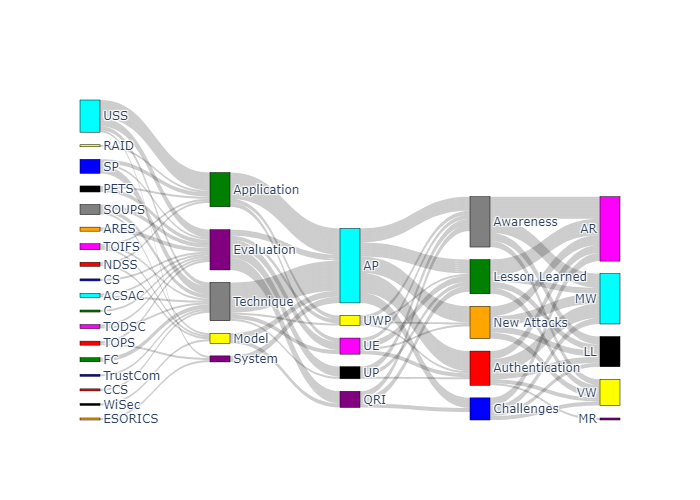 USS
RAID
SP
PETS
SOUPS
ARES
TOIFS
NDSS
CS
ACSAC
C
TODSC
TOPS
FC
TrustCom
CCS
WiSec
ESORICS
Application
Evaluation
Technique
Model
System
AP
UWP
UE
UP
QRI
Awareness
Lesson Learned
New Attacks
Authentication
Challenges
AR
MW
LL
VW
MR